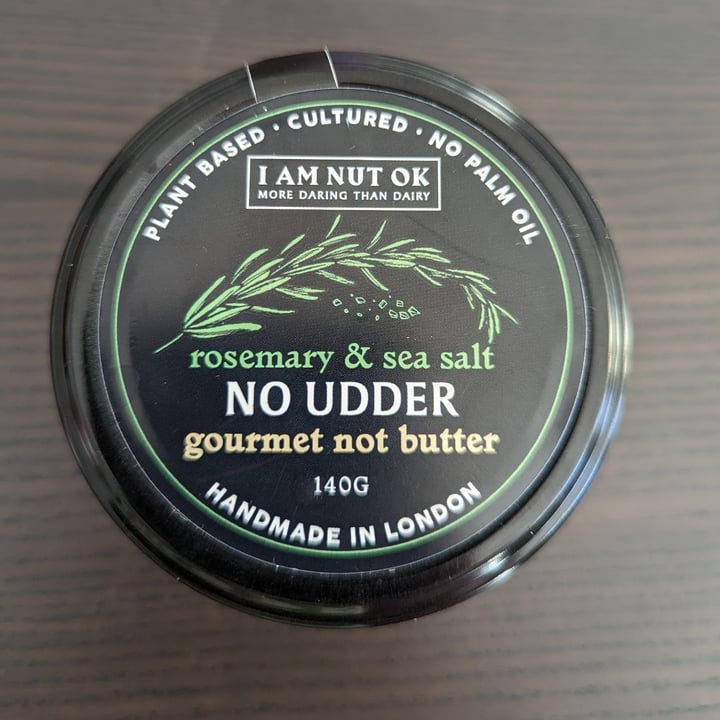 PLANT BASED · CULTURED · NO PALM OIL
I AM NUT OK
MORE DARING THAN DAIRY
rosemary & sea salt
NO UDDER
gourmet not butter
140G
HANDMADE IN LONDON